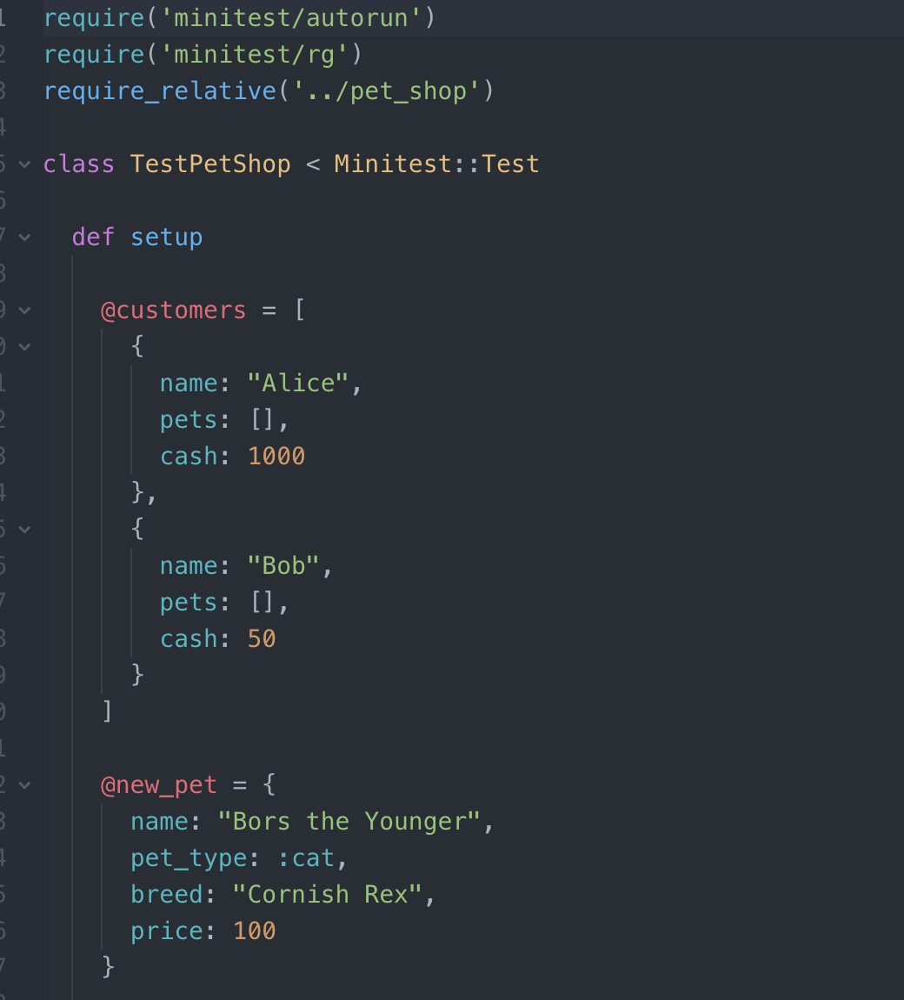 require('minitest/autorun')
require('minitest/rg')
require_relative('../pet_shop')
class TestPetShop < Minitest::Test
def setup
@customers = [
{
name: "Alice",
pets: [],
cash: 1000
},
{
name: "Bob",
pets: [],
cash: 50
}
]
@new_pet = {
name: "Bors the Younger",
pet_type: :cat,
breed: "Cornish Rex",
price: 100
}